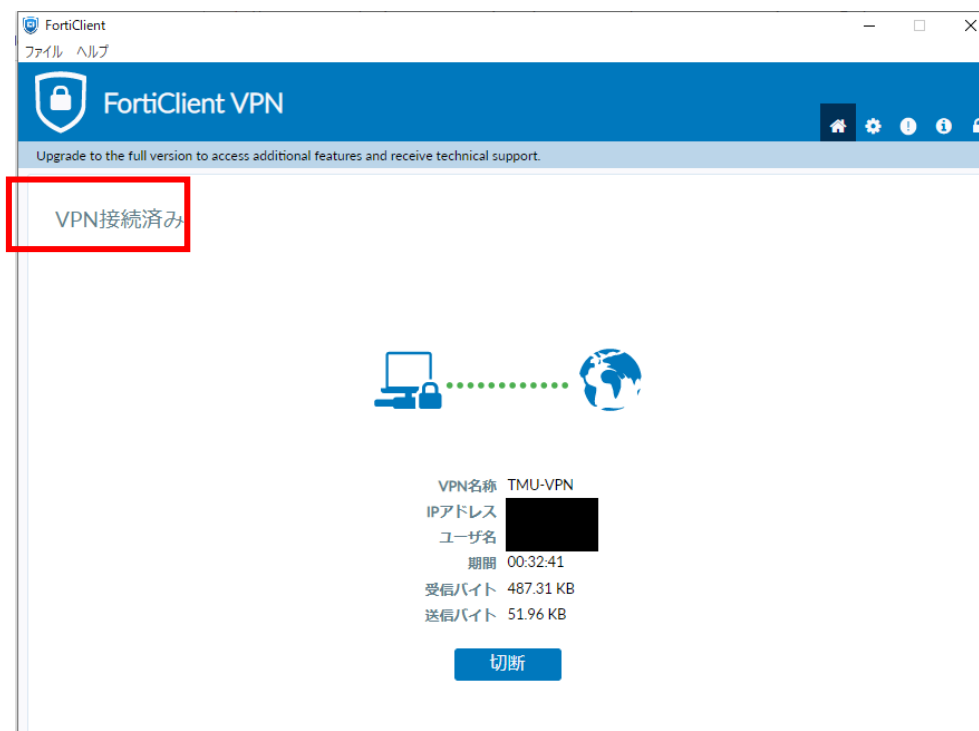 FortiClient
ファイル ヘルプ
FortiClient VPN
Upgrade to the full version to access additional features and receive technical support.
VPN接続済み
VPN名称 TMU-VPN
IPアドレス
ユーザ名
期間 00:32:41
受信バイト 487.31 KB
送信バイト 51.96 KB
切断